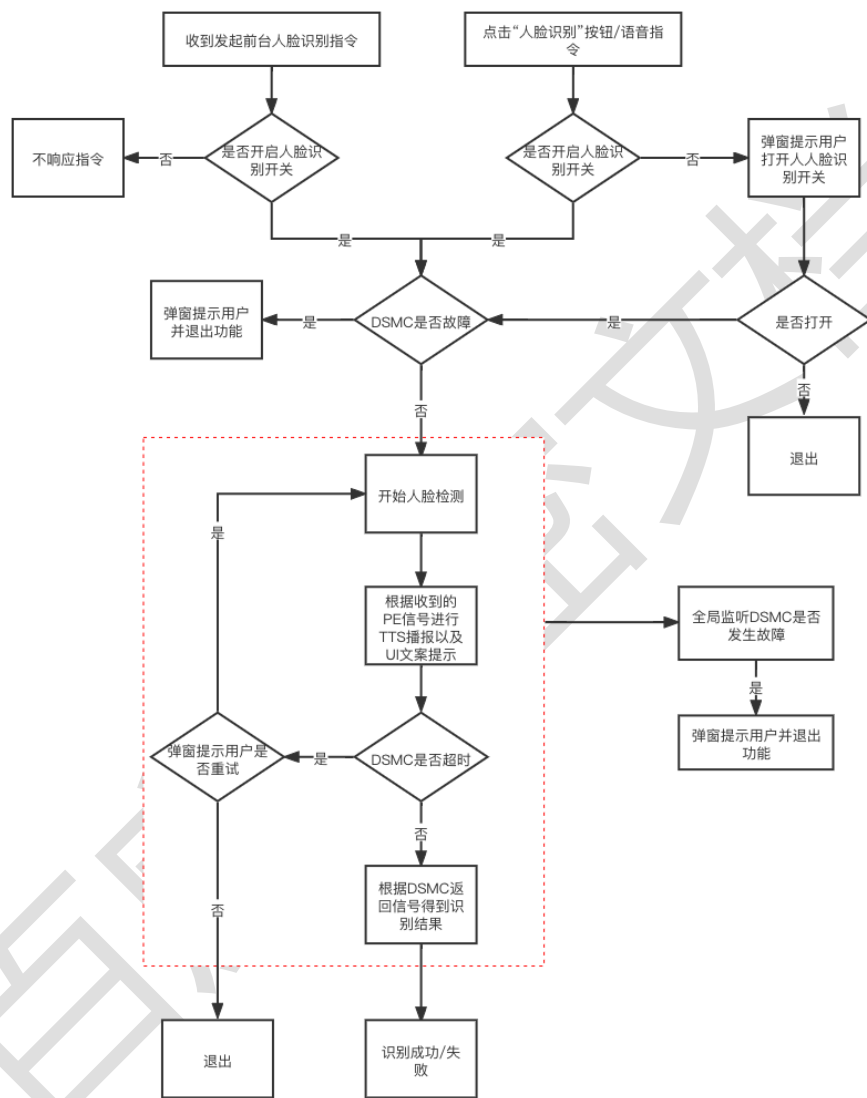 收到发起前台人脸识别指令
点击“人脸识别”按钮/语音指
令
不响应指令
否
是否开启人脸识
别开关
是否开启人脸识
别开关
否
弹窗提示用户
打开人人脸识
别开关
是
是
弹窗提示用户
并退出功能
是
DSMC是否故障
是
是否打开
否
否
退出
开始人脸检测
是
根据收到的
PE信号进行
TTS播报以及
UI文案提示
全局监听DSMC是否
发生故障
是
弹窗提示用户并退出
功能
弹窗提示用户是
否重试
是
DSMC是否超时
否
根据DSMC返
回信号得到识
别结果
否
退出
识别成功/失
败